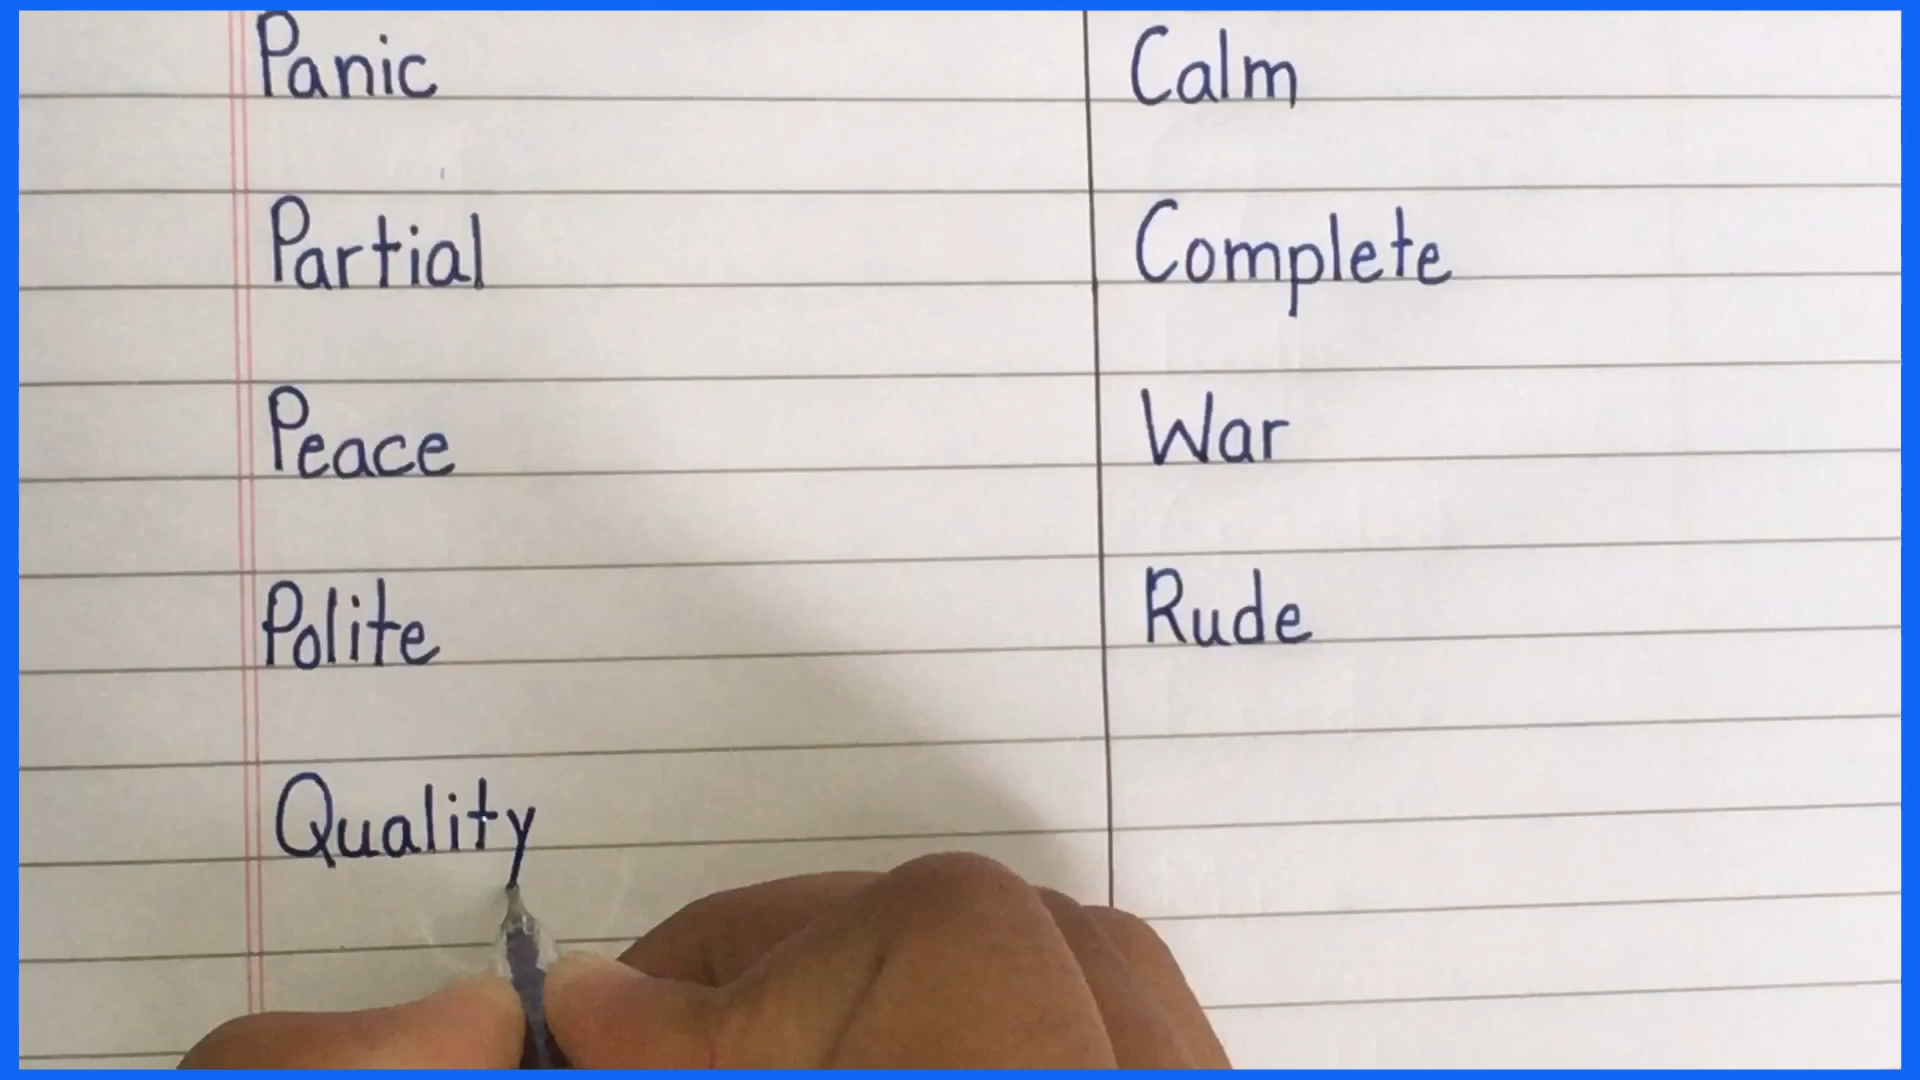 Panic Calm
Partial Complete
Peace War
Polite Rude
Quality